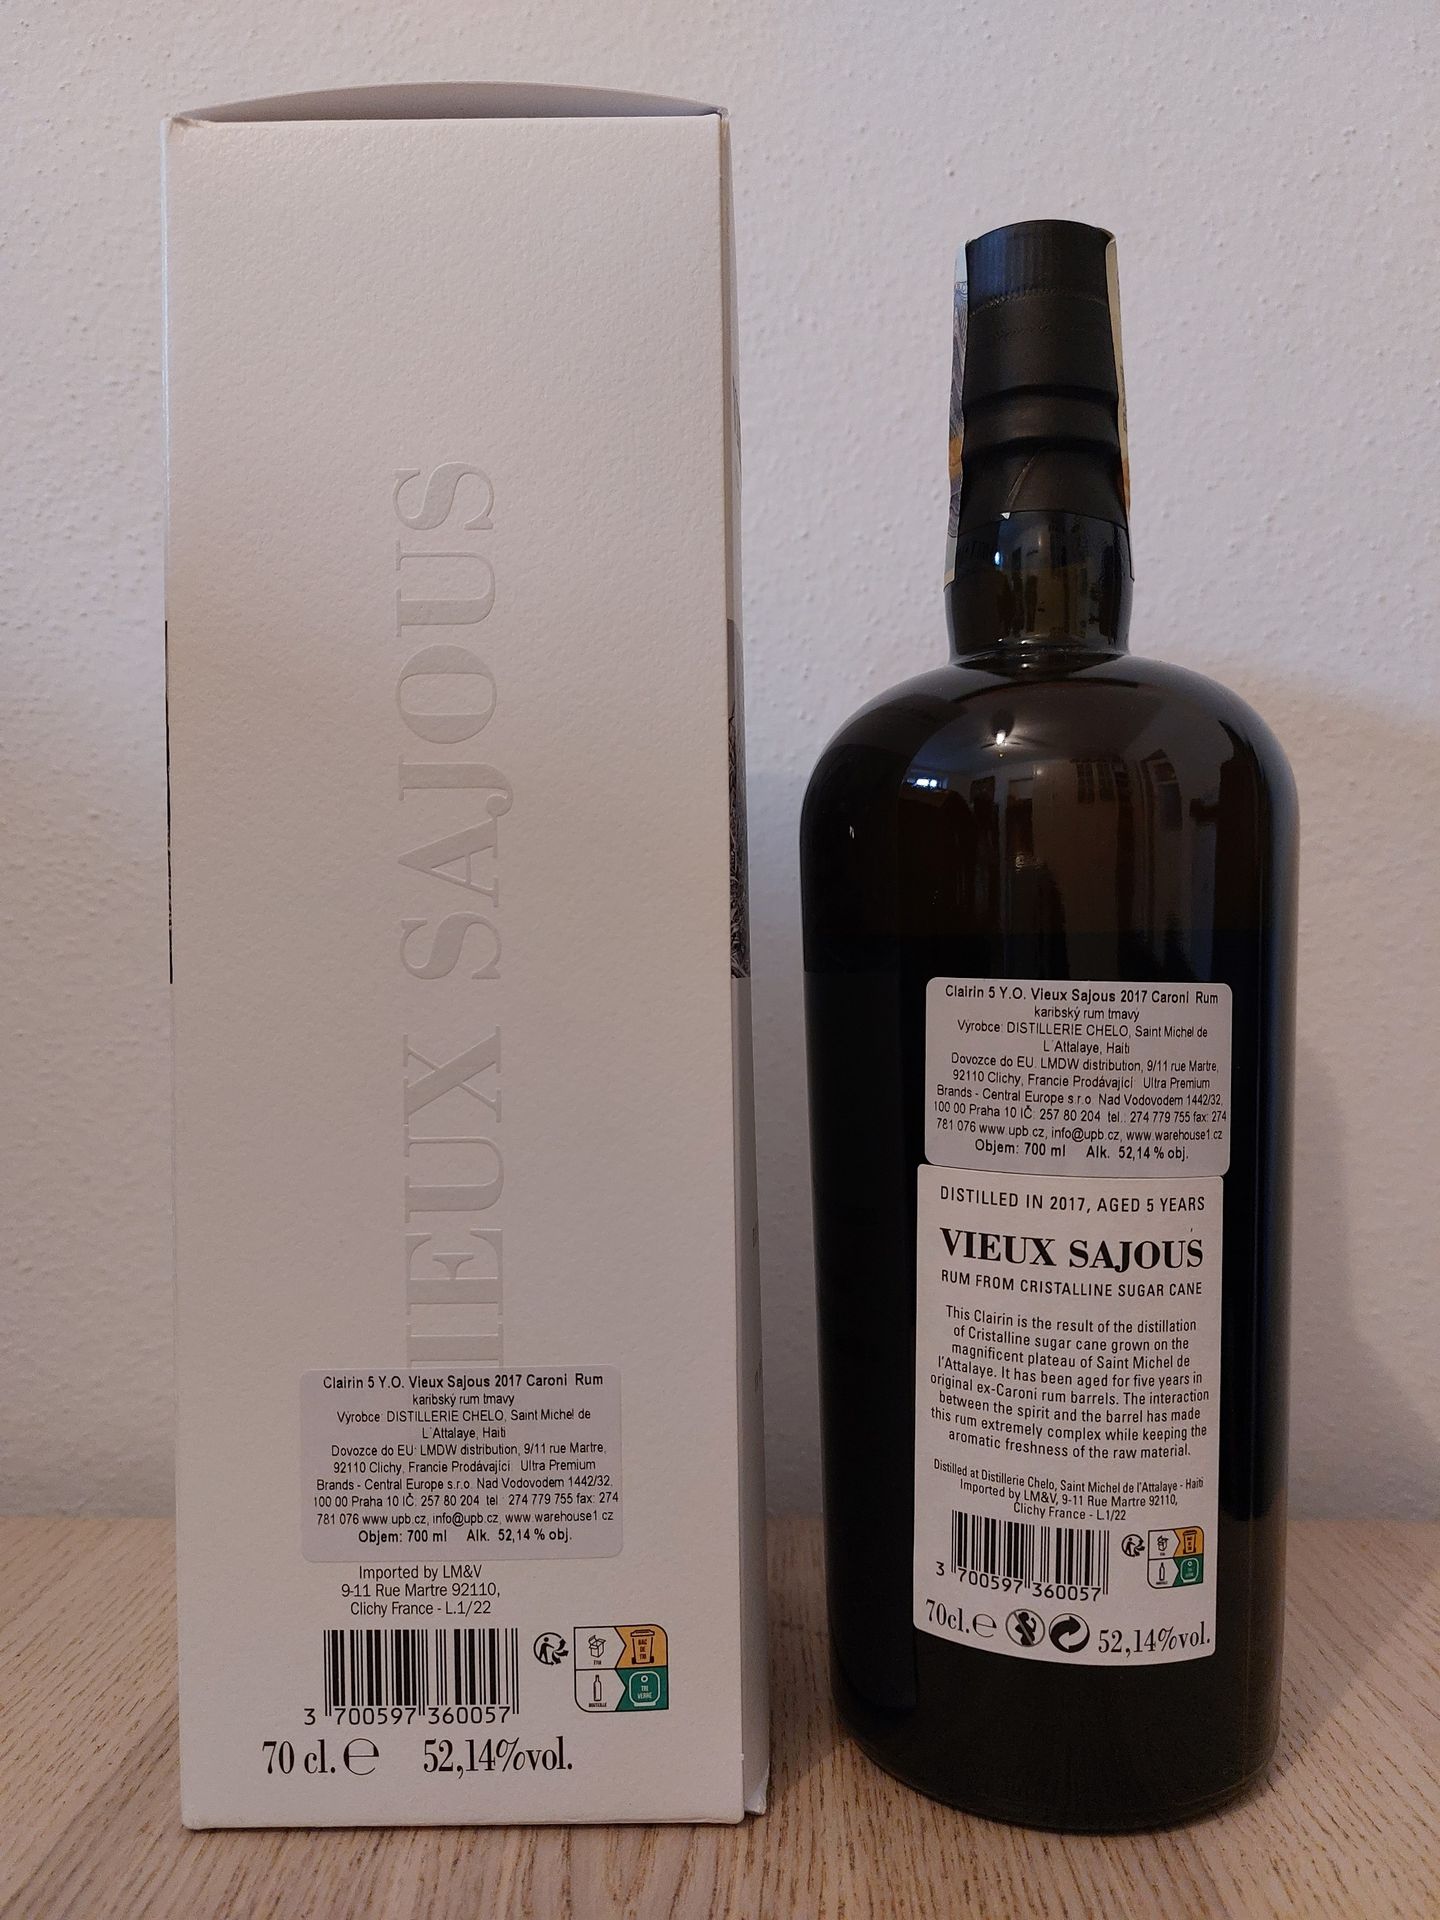 VIEUX SAJOUS
Clairin 5 Y.O. Vieux Sajous 2017 Caroni Rum
karibský rum tmavý
Výrobce: DISTILLERIE CHELO, Saint Michel de
L´Attalaye, Haiti
Dovozce do EU: LMDW distribution, 9/11 rue Martre,
92110 Clichy, Francie Prodávající: Ultra Premium
Brands - Central Europe s.r.o. Nad Vodovodem 1442/32,
100 00 Praha 10 IČ: 257 80 204 tel.: 274 779 755 fax: 274
781 076 www.upb.cz, info@upb.cz, www.warehouse1.cz
Objem: 700 ml Alk. 52,14 % obj.
Imported by LM&V
9-11 Rue Martre 92110,
Clichy France - L.1/22
3 700597 360057
BAC
DE
TRI
BOUTEILLE
TRI
VERRE
70 cl. ℮ 52,14%vol.
Clairin 5 Y.O. Vieux Sajous 2017 Caroni Rum
karibský rum tmavý
Výrobce: DISTILLERIE CHELO, Saint Michel de
L´Attalaye, Haiti
Dovozce do EU: LMDW distribution, 9/11 rue Martre,
92110 Clichy, Francie Prodávající: Ultra Premium
Brands - Central Europe s.r.o. Nad Vodovodem 1442/32,
100 00 Praha 10 IČ: 257 80 204 tel.: 274 779 755 fax: 274
781 076 www.upb.cz, info@upb.cz, www.warehouse1.cz
Objem: 700 ml Alk. 52,14 % obj.
DISTILLED IN 2017, AGED 5 YEARS
VIEUX SAJOUS
RUM FROM CRISTALLINE SUGAR CANE
This Clairin is the result of the distillation
of Cristalline sugar cane grown on the
magnificent plateau of Saint Michel de
l'Attalaye. It has been aged for five years in
original ex-Caroni rum barrels. The interaction
between the spirit and the barrel has made
this rum extremely complex while keeping the
aromatic freshness of the raw material.
Distilled at Distillerie Chelo, Saint Michel de l'Attalaye - Haiti
Imported by LM&V, 9-11 Rue Martre 92110,
Clichy France - L.1/22
3 700597 360057
70cl. ℮ 52,14%vol.